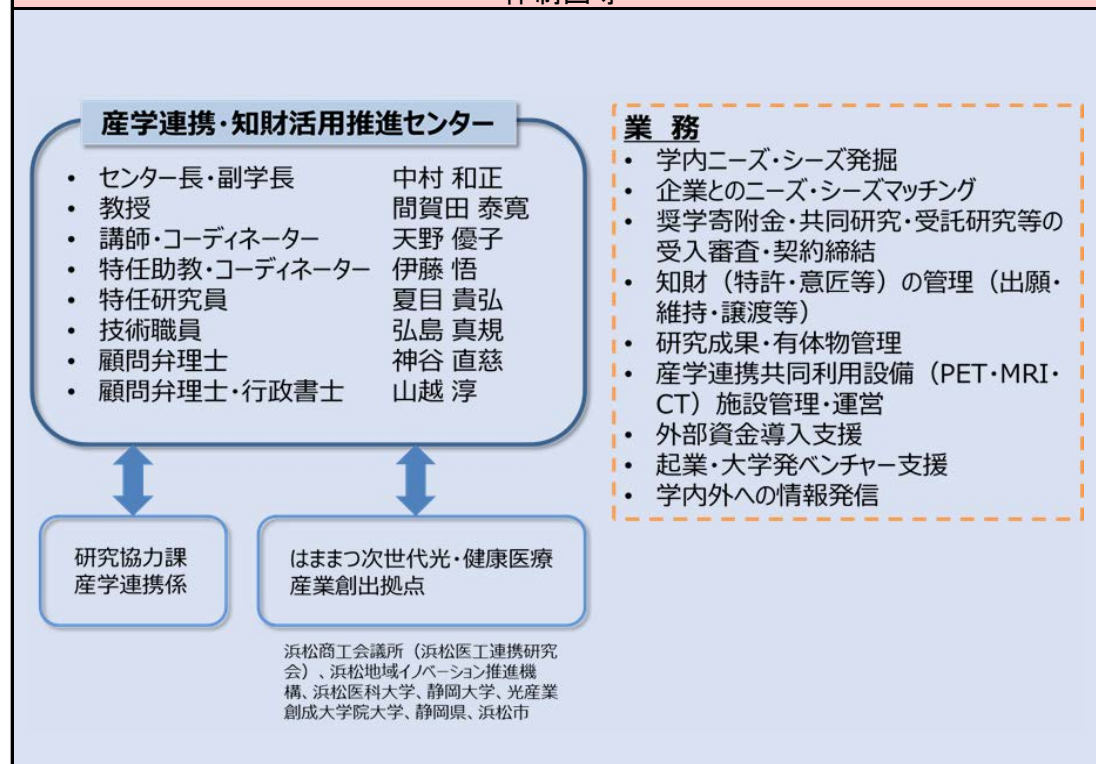 産学連携・知財活用推進センター
• センター長・副学長 中村 和正
• 教授 間賀田 泰寛
• 講師・コーディネーター 天野 優子
• 特任助教・コーディネーター 伊藤 悟
• 特任研究員 夏目 貴弘
• 技術職員 弘島 真規
• 顧問弁理士 神谷 直慈
• 顧問弁理士・行政書士 山越 淳
研究協力課
産学連携係
はままつ次世代光・健康医療
産業創出拠点
浜松商工会議所（浜松医工連携研究
会）、浜松地域イノベーション推進機
構、浜松医科大学、静岡大学、光産業
創成大学院大学、静岡県、浜松市
業 務
• 学内ニーズ・シーズ発掘
• 企業とのニーズ・シーズマッチング
• 奨学寄附金・共同研究・受託研究等の
受入審査・契約締結
• 知財（特許・意匠等）の管理（出願・
維持・譲渡等）
• 研究成果・有体物管理
• 産学連携共同利用設備（PET・MRI・
CT）施設管理・運営
• 外部資金導入支援
• 起業・大学発ベンチャー支援
• 学内外への情報発信